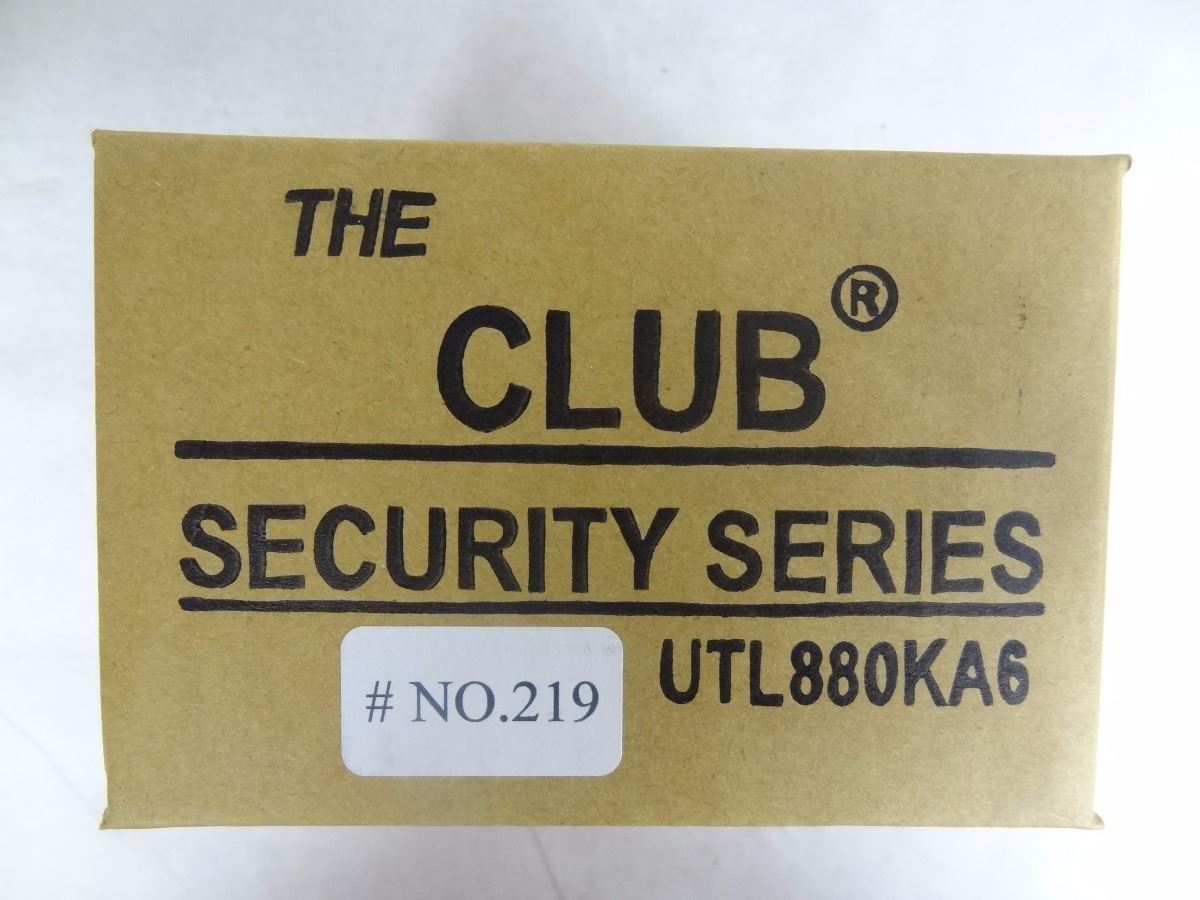 THE
CLUB®
SECURITY SERIES
UTL880KA6
# NO.219